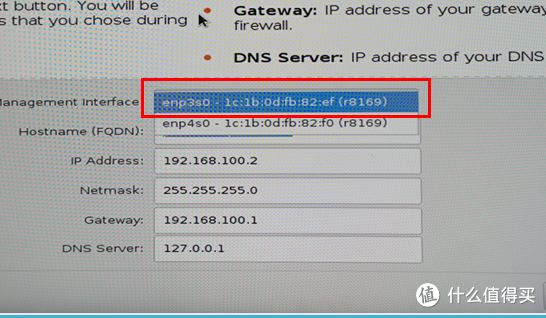 xt button. You will be
s that you chose during
Gateway: IP address of your gateway
firewall.
DNS Server: IP address of your DNS
Management Interface
enp3s0 - 1c:1b:0d:fb:82:ef (r8169)
enp4s0 - 1c:1b:0d:fb:82:f0 (r8169)
Hostname (FQDN):
IP Address:
192.168.100.2
Netmask:
255.255.255.0
Gateway:
192.168.100.1
DNS Server:
127.0.0.1
值 什么值得买